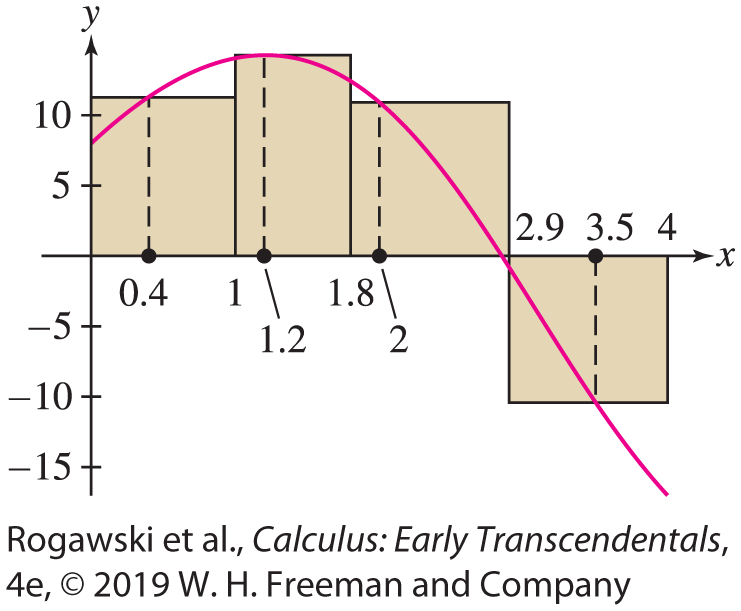 y
10
5
2.9 3.5 4
x
0.4 1 1.8
1.2 2
−5
−10
−15
Rogawski et al., Calculus: Early Transcendentals,
4e, © 2019 W. H. Freeman and Company